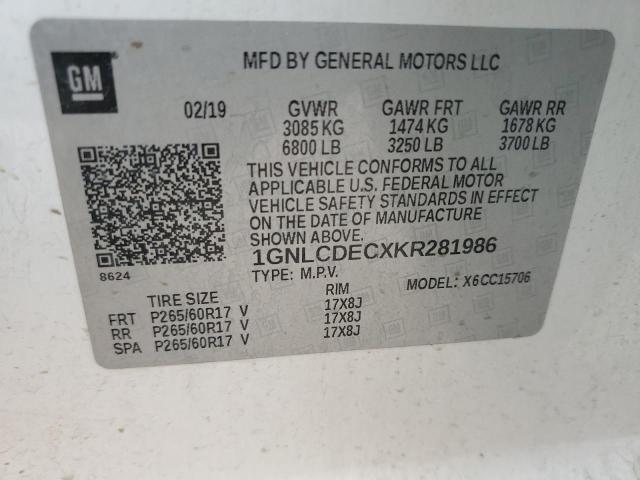 GM
MFD BY GENERAL MOTORS LLC
02/19 GVWR GAWR FRT GAWR RR
3085 KG 1474 KG 1678 KG
6800 LB 3250 LB 3700 LB
THIS VEHICLE CONFORMS TO ALL
APPLICABLE U.S. FEDERAL MOTOR
VEHICLE SAFETY STANDARDS IN EFFECT
ON THE DATE OF MANUFACTURE
SHOWN ABOVE.
8624
1GNLCDECXKR281986
TYPE: M.P.V. MODEL: X6CC15706
TIRE SIZE RIM
FRT P265/60R17 V 17X8J
RR P265/60R17 V 17X8J
SPA P265/60R17 V 17X8J